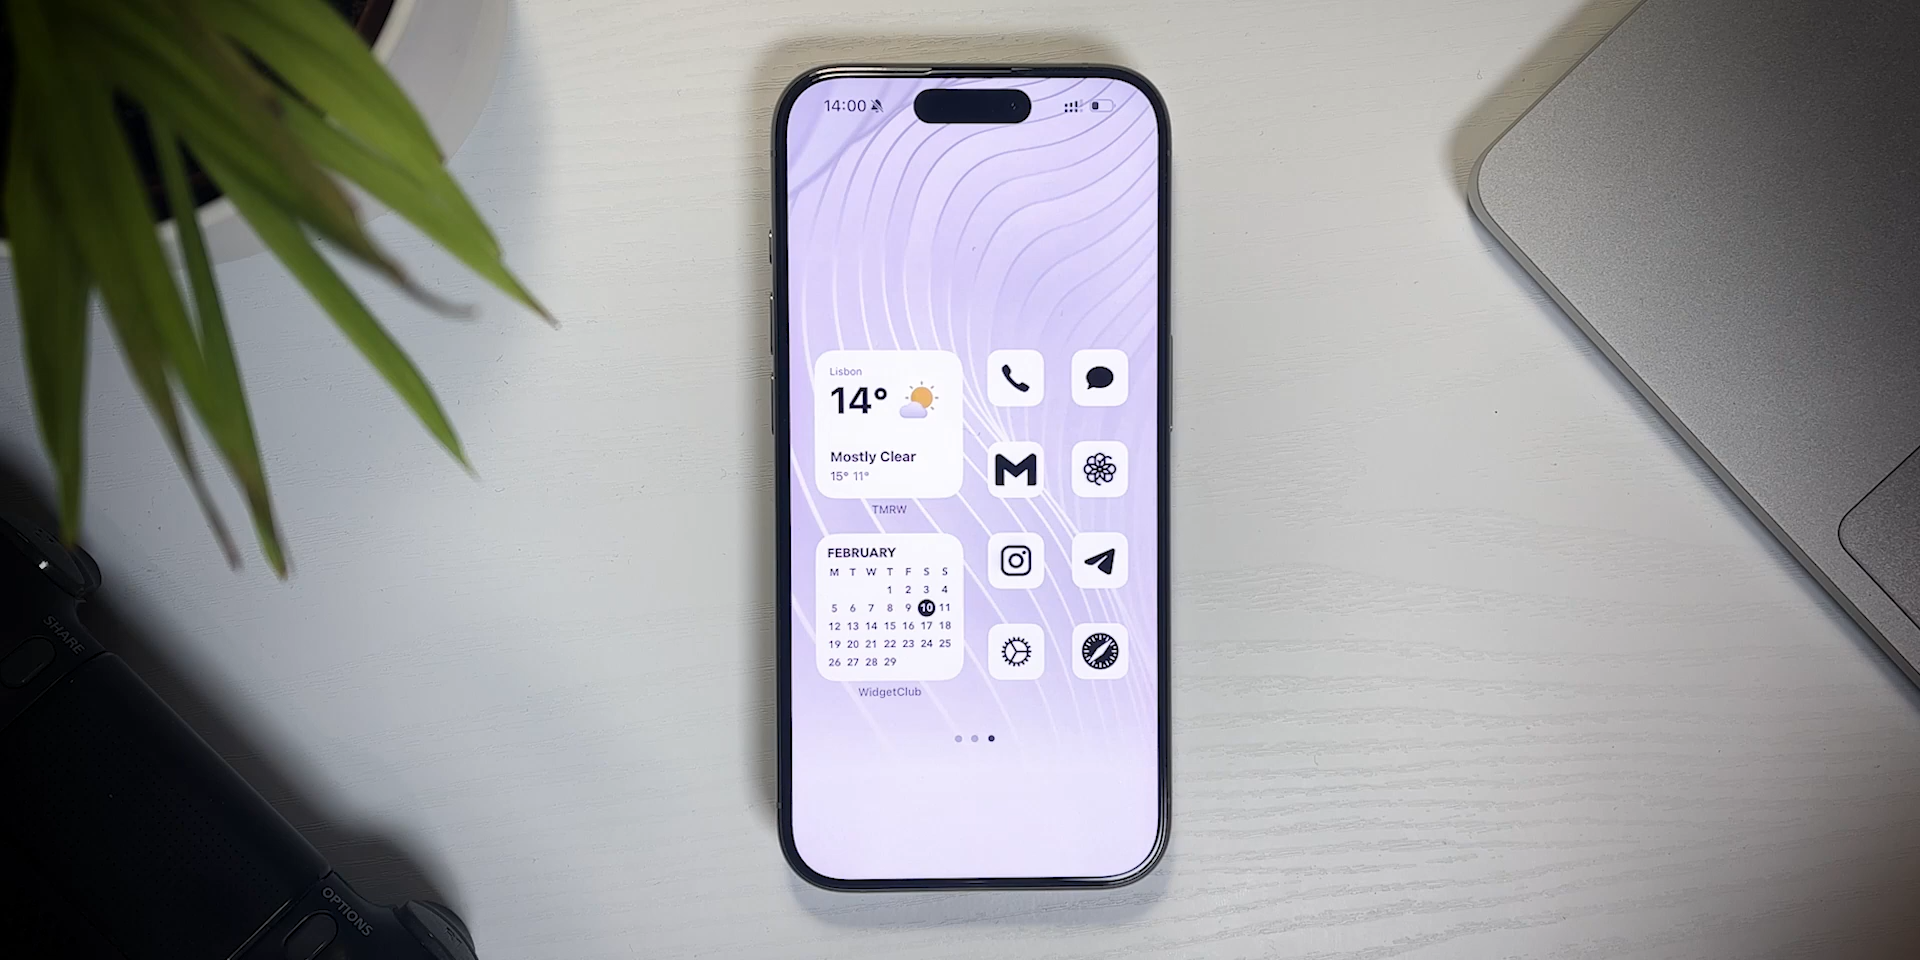 14:00
Lisbon
14°
Mostly Clear
15° 11°
TMRW
FEBRUARY
M T W T F S S
1 2 3 4
5 6 7 8 9 10 11
12 13 14 15 16 17 18
19 20 21 22 23 24 25
26 27 28 29
WidgetClub
SHARE
OPTIONS